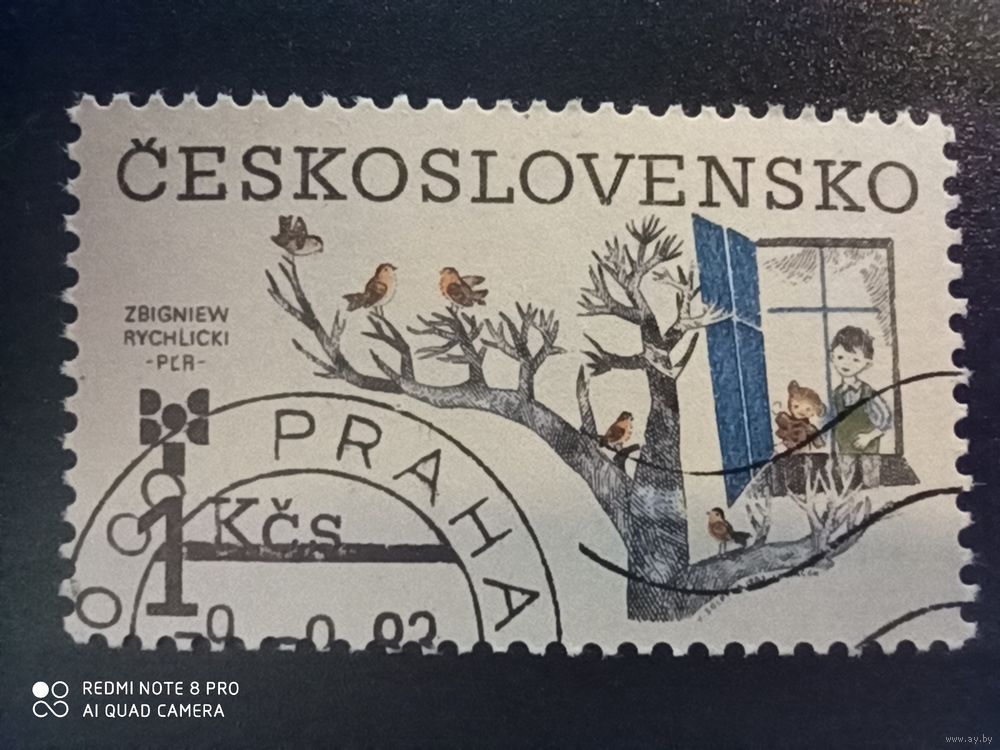 ČESKOSLOVENSKO
ZBIGNIEW
RYCHLICKI
-PLR-
PRAHA
1 Kčs
REDMI NOTE 8 PRO
AI QUAD CAMERA
www.ay.by